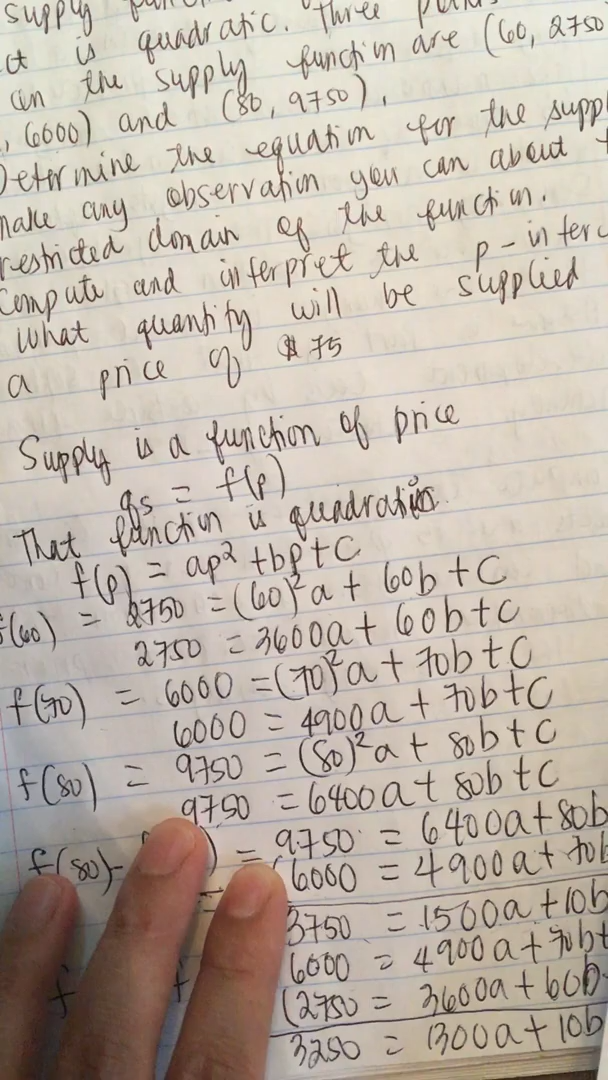 supply
ct is quadratic. Three
on the supply function are (60, 2750
, 6000) and (80, 9750).
Determine the equation for the suppl
make any observation you can about
restricted domain of the function.
Compute and interpret the p-interc
What quantity will be supplied
a price of $75
Supply is a function of price
qs = f(p)
That function is quadratic.
f(p) = ap² + bp + C
f(60) = 2750 = (60)²a + 60b + C
2750 = 3600a + 60b + C
f(70) = 6000 = (70)²a + 70b + C
6000 = 4900a + 70b + C
f(80) = 9750 = (80)²a + 80b + C
9750 = 6400a + 80b + C
f(80) - ) = 9750 = 6400a + 80b
(6000 = 4900a + 70b
3750 = 1500a + 10b
6000 = 4900a + 70b +
(2750 = 3600a + 60b
3250 = 1300a + 10b